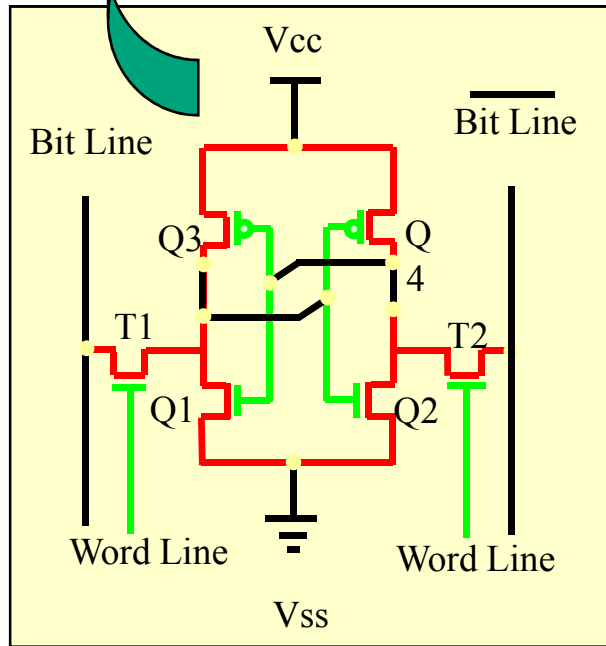 Vcc
Bit Line
Bit Line
Q3
Q
4
T1
T2
Q1
Q2
Word Line
Word Line
Vss